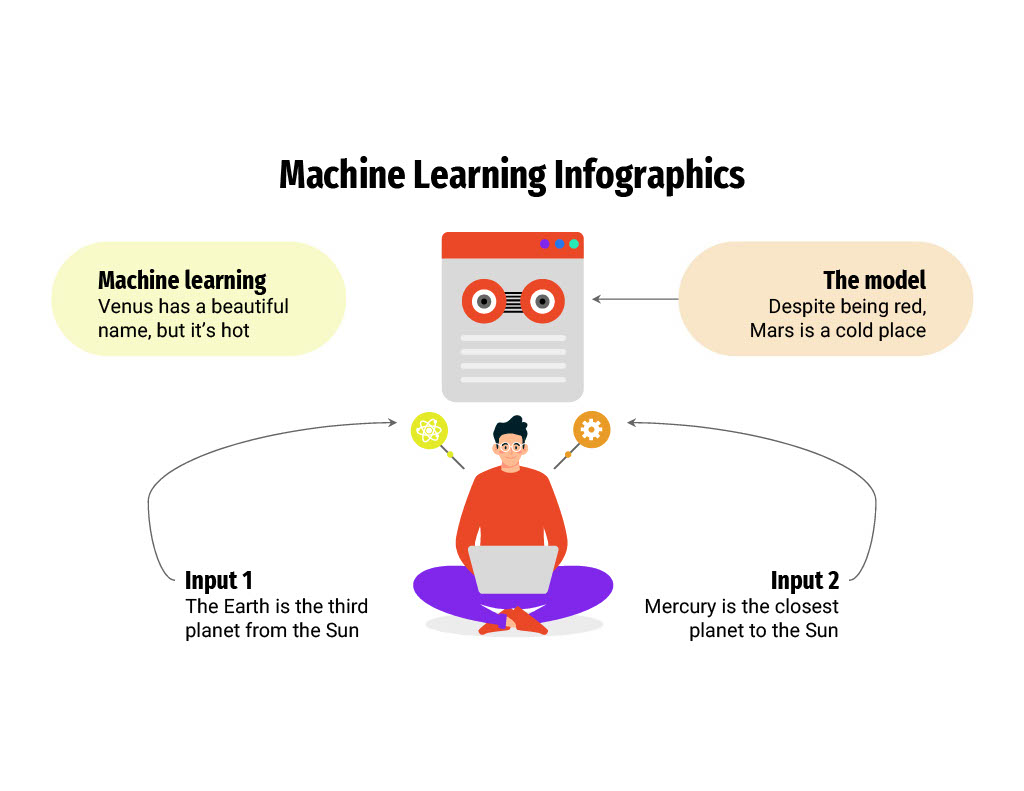 Machine Learning Infographics
Machine learning
Venus has a beautiful
name, but it’s hot
The model
Despite being red,
Mars is a cold place
Input 1
The Earth is the third
planet from the Sun
Input 2
Mercury is the closest
planet to the Sun